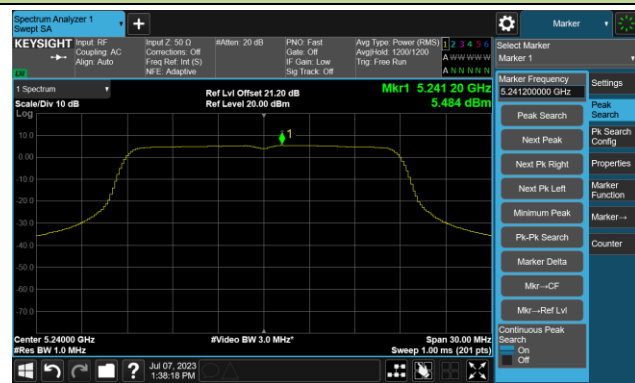 Spectrum Analyzer 1
Swept SA
+
Marker
KEYSIGHT
Input: RF
Coupling: AC
Align: Auto
Input Z: 50 Ω
Corrections: Off
Freq Ref: Int (S)
NFE: Adaptive
#Atten: 20 dB
PNO: Fast
Gate: Off
IF Gain: Low
Sig Track: Off
Avg Type: Power (RMS)
Avg|Hold: 1200/1200
Trig: Free Run
1 2 3 4 5 6
A W W W W W
A N N N N N
Select Marker
Marker 1
1 Spectrum
Scale/Div 10 dB
Log
Ref Lvl Offset 21.20 dB
Ref Level 20.00 dBm
Mkr1 5.241 20 GHz
5.484 dBm
1
10.0
0.00
-10.0
-20.0
-30.0
-40.0
-50.0
-60.0
-70.0
Center 5.24000 GHz
#Res BW 1.0 MHz
#Video BW 3.0 MHz*
Span 30.00 MHz
Sweep 1.00 ms (201 pts)
Marker Frequency
5.241200000 GHz
Peak Search
Next Peak
Next Pk Right
Next Pk Left
Minimum Peak
Pk-Pk Search
Marker Delta
Mkr→CF
Mkr→Ref Lvl
Continuous Peak
Search
On
Off
Settings
Peak
Search
Pk Search
Config
Properties
Marker
Function
Marker→
Counter
?
Jul 07, 2023
1:38:18 PM